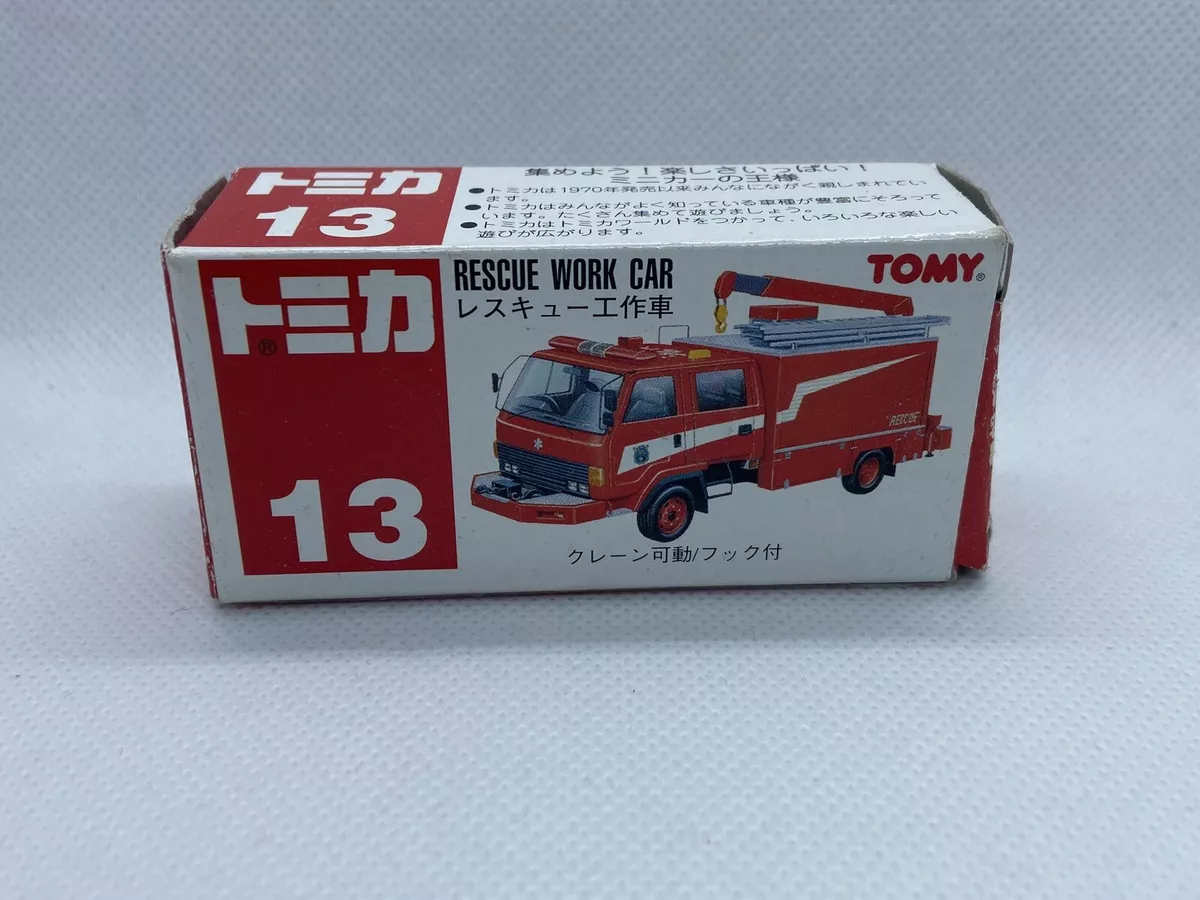 トミカ
13
集めよう!楽しさいっぱい!
ミニカーの王様
●トミカは1970年発売以来みんなにながく親しまれてい
ます。
●トミカはみんながよく知っている車種が豊富にそろって
います。たくさん集めて遊びましょう。
●トミカはトミカワールドをつかって、いろいろな楽しい
遊びが広がります。
トミカ®
13
RESCUE WORK CAR
レスキュー工作車
TOMY®
RESCUE
クレーン可動/フック付